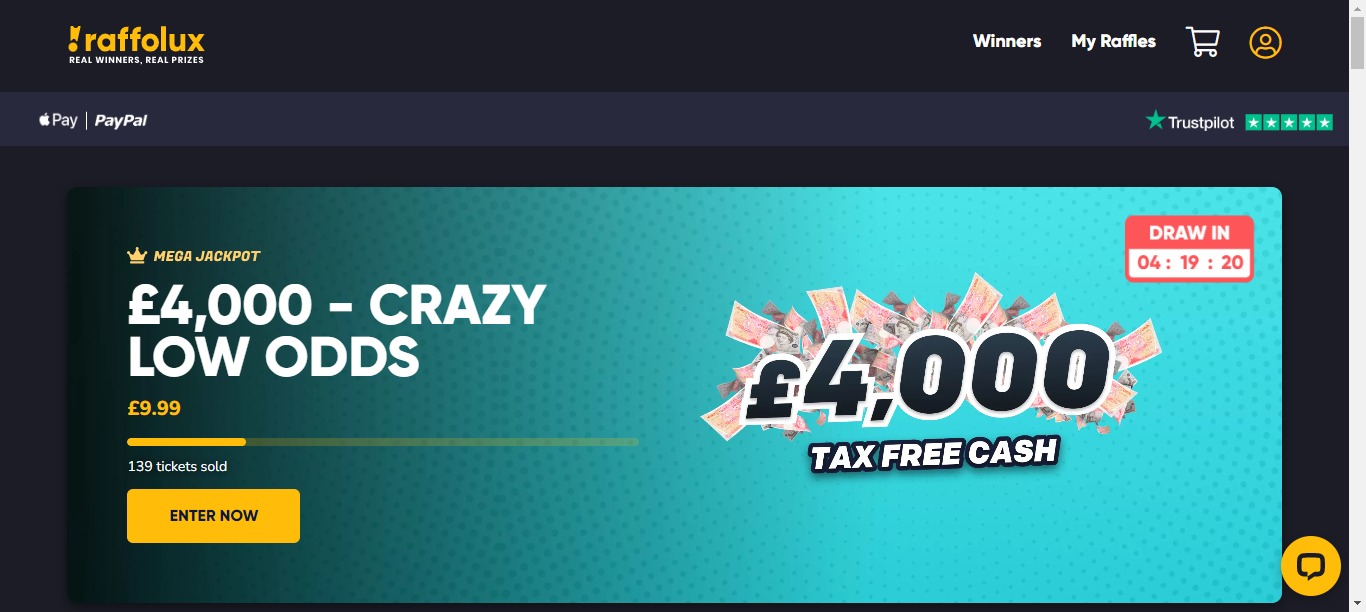 raffolux
REAL WINNERS, REAL PRIZES
Winners
My Raffles
Pay | PayPal
Trustpilot
DRAW IN
04 : 19 : 20
MEGA JACKPOT
£4,000 - CRAZY
LOW ODDS
£9.99
139 tickets sold
ENTER NOW
£4,000
TAX FREE CASH